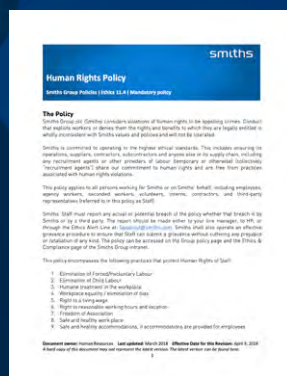 smiths
Human Rights Policy
Smiths Group Policies | Ethics 11.4 | Mandatory policy
The Policy
Smiths Group plc (Smiths) considers violations of human rights to be appalling crimes. Conduct
that exploits workers or denies them the rights and benefits to which they are legally entitled is
wholly inconsistent with Smiths values and policies and will not be tolerated.
Smiths is committed to operating to the highest ethical standards. This includes ensuring its
operations, suppliers, contractors, subcontractors and anyone else in its supply chain, including
any recruitment agents or other providers of labour (temporary or otherwise) (collectively
"recruitment agents") share our commitment to human rights and are free from practices
associated with human rights violations.
This policy applies to all persons working for Smiths or on Smiths' behalf, including employees,
agency workers, seconded workers, volunteers, interns, contractors, and third-party
representatives (referred to in this policy as Staff).
Smiths' Staff must report any actual or potential breach of the policy whether that breach is by
Smiths or by a third party. The report should be made either to your line manager, to HR, or
through the Ethics Alert Line at: Smiths shall also operate an effective
grievance procedure to ensure that Staff can submit a grievance without suffering any prejudice
or retaliation of any kind. The policy can be accessed on the Group policy page and the Ethics &
Compliance page of the Smiths Group intranet.
This policy encompasses the following practices that protect Human Rights of Staff:
1. Elimination of Forced/Involuntary Labour
2. Elimination of Child Labour
3. Humane treatment in the workplace
4. Workplace equality / elimination of bias
5. Right to a living wage
6. Right to reasonable working hours and vacation
7. Freedom of Association
8. Safe and healthy work place
9. Safe and healthy accommodations, if accommodations are provided for employees
Document owner: Human Resources Last updated: March 2018 Effective Date for this Revision: April 9, 2018
A hard copy of this document may not represent the latest version. The latest version can be found here.
1